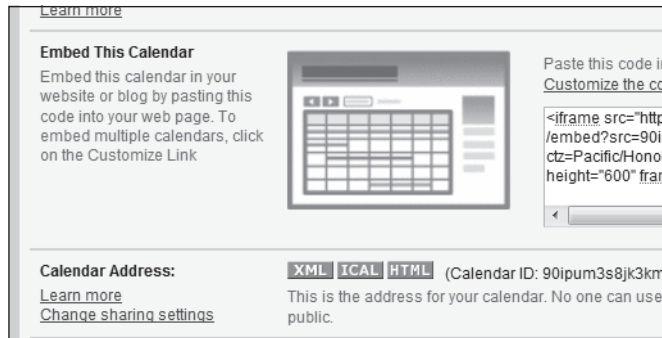 Learn more
Embed This Calendar
Embed this calendar in your
website or blog by pasting this
code into your web page. To
embed multiple calendars, click
on the Customize Link
Paste this code
Customize the
<iframe src="http
/embed?src=90i
ctz=Pacific/Hono
height="600"
Calendar Address:
Learn more
Change sharing settings
XML ICAL HTML (Calendar ID: 90ipum3s8jk3km
This is the address for your calendar. No one can use
public.